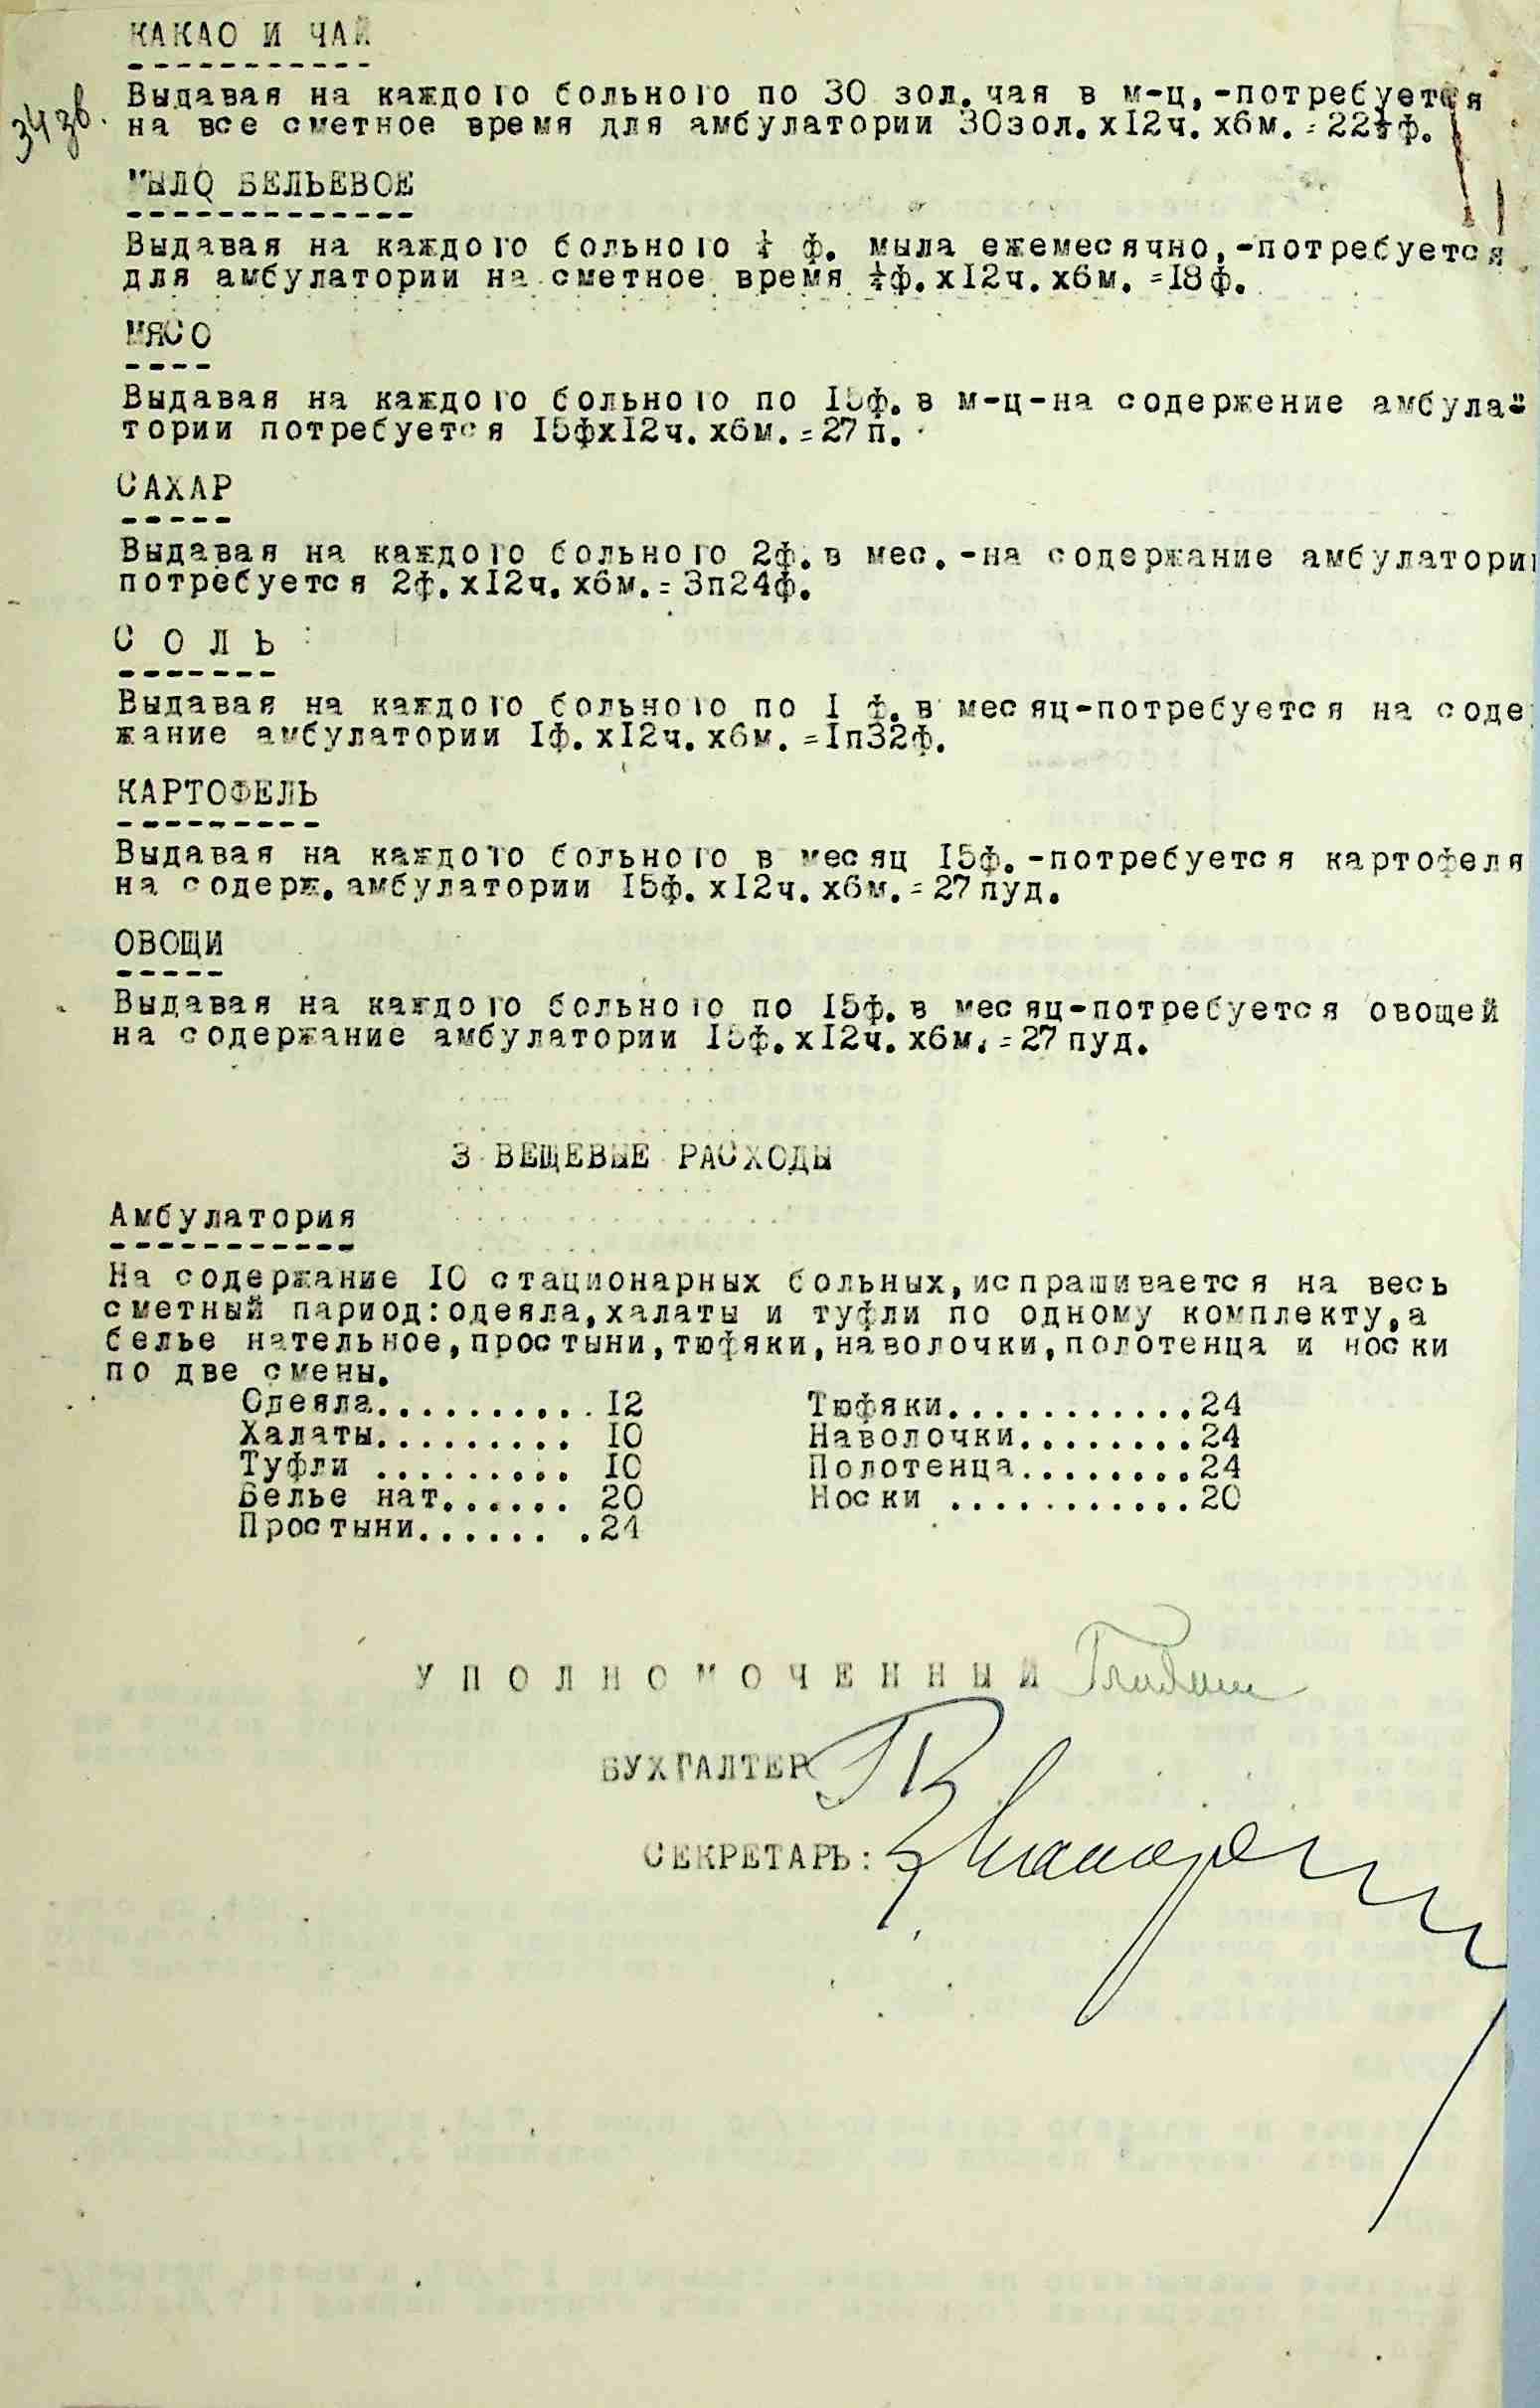 КАКАО И ЧАЙ
34 зв.
Выдавая на каждого больного по 30 зол.чая в м-ц,-потребуется
на все сметное время для амбулатории 30зол.х12ч.х6м.=22½ф.
МЫЛО БЕЛЬЕВОЕ
Выдавая на каждого больного ¼ ф. мыла ежемесячно,-потребуется
для амбулатории на сметное время ¼ф.х12ч.х6м.=18ф.
МЯСО
Выдавая на каждого больного по 15ф.в м-ц-на содержение амбула-
тории потребуется 15фх12ч.х6м.=27п.
САХАР
Выдавая на каждого больного 2ф.в мес.-на содержание амбулатории
потребуется 2ф.х12ч.х6м.=3п24ф.
С О Л Ь
Выдавая на каждого больного по 1 ф.в месяц-потребуется на соде
жание амбулатории 1ф.х12ч.х6м.=1п32ф.
КАРТОФЕЛЬ
Выдавая на каждого больного в месяц 15ф.-потребуется картофеля
на содерж.амбулатории 15ф.х12ч.х6м.=27пуд.
ОВОЩИ
Выдавая на каждого больного по 15ф.в месяц-потребуется овощей
на содержание амбулатории 15ф.х12ч.х6м.=27пуд.
3 ВЕЩЕВЫЕ РАСХОДЫ
Амбулатория
На содержание 10 стационарных больных,испрашивается на весь
сметный париод:одеяла,халаты и туфли по одному комплекту,а
белье нательное,простыни,тюфяки,наволочки,полотенца и носки
по две смены.
Одеяла...........12 Тюфяки............24
Халаты......... 10 Наволочки........24
Туфли ......... 10 Полотенца........24
Белье нат...... 20 Носки ...........20
Простыни...... .24
У П О Л Н О М О Ч Е Н Н Ы Й
БУХГАЛТЕР
СЕКРЕТАРЬ: